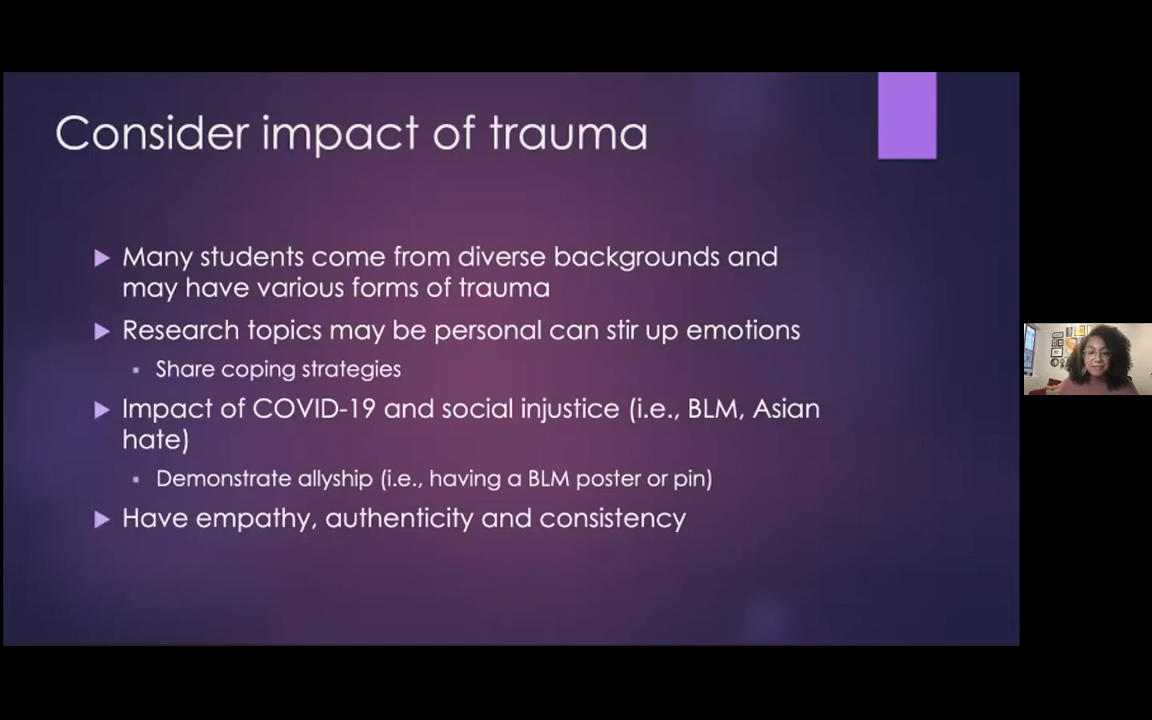 Consider impact of trauma
Many students come from diverse backgrounds and
may have various forms of trauma
Research topics may be personal can stir up emotions
Share coping strategies
Impact of COVID-19 and social injustice (i.e., BLM, Asian
hate)
Demonstrate allyship (i.e., having a BLM poster or pin)
Have empathy, authenticity and consistency